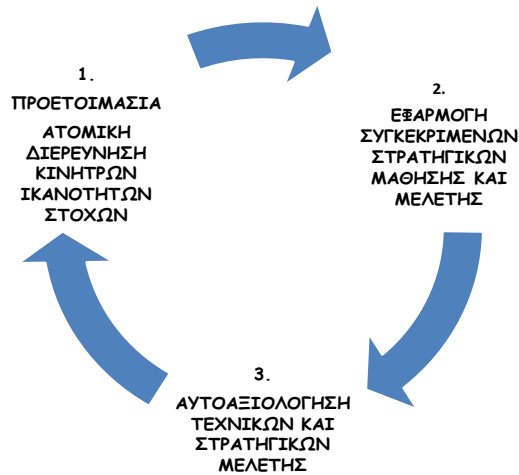 1.
ΠΡΟΕΤΟΙΜΑΣΙΑ
ΑΤΟΜΙΚΗ
ΔΙΕΡΕΥΝΗΣΗ
ΚΙΝΗΤΡΩΝ
ΙΚΑΝΟΤΗΤΩΝ
ΣΤΟΧΩΝ
2.
ΕΦΑΡΜΟΓΗ
ΣΥΓΚΕΚΡΙΜΕΝΩΝ
ΣΤΡΑΤΗΓΙΚΩΝ
ΜΑΘΗΣΗΣ ΚΑΙ
ΜΕΛΕΤΗΣ
3.
ΑΥΤΟΑΞΙΟΛΟΓΗΣΗ
ΤΕΧΝΙΚΩΝ ΚΑΙ
ΣΤΡΑΤΗΓΙΚΩΝ
ΜΕΛΕΤΗΣ